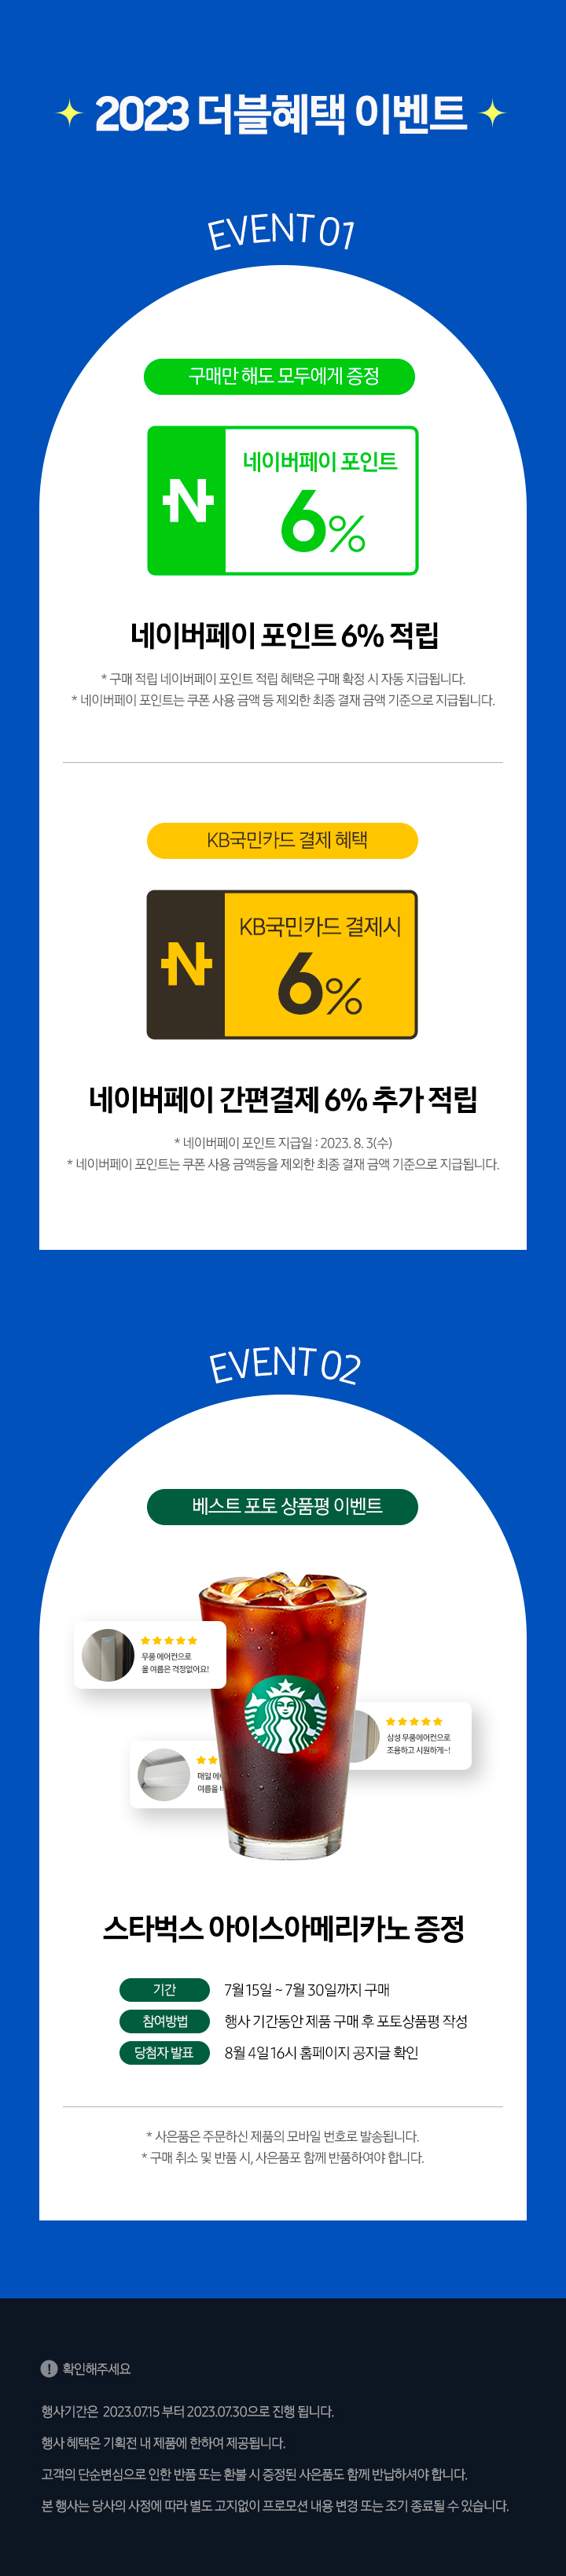 2023 더블혜택 이벤트
EVENT 01
구매만 해도 모두에게 증정
네이버페이 포인트
6%
네이버페이 포인트 6% 적립
* 구매 적립 네이버페이 포인트 적립 혜택은 구매 확정 시 자동 지급됩니다.
* 네이버페이 포인트는 쿠폰 사용 금액 등 제외한 최종 결재 금액 기준으로 지급됩니다.
KB국민카드 결제 혜택
KB국민카드 결제시
6%
네이버페이 간편결제 6% 추가 적립
* 네이버페이 포인트 지급일 : 2023. 8. 3(수)
* 네이버페이 포인트는 쿠폰 사용 금액등을 제외한 최종 결재 금액 기준으로 지급됩니다.
EVENT 02
베스트 포토 상품평 이벤트
무풍 에어컨으로
올 여름은 걱정없어요!
삼성 무풍에어컨으로
조용하고 시원하게~!
매일
여름을
스타벅스 아이스아메리카노 증정
기간 7월 15일 ~ 7월 30일까지 구매
참여방법 행사 기간동안 제품 구매 후 포토상품평 작성
당첨자 발표 8월 4일 16시 홈페이지 공지글 확인
* 사은품은 주문하신 제품의 모바일 번호로 발송됩니다.
* 구매 취소 및 반품 시, 사은품포 함께 반품하여야 합니다.
확인해주세요
행사기간은 2023.07.15 부터 2023.07.30으로 진행 됩니다.
행사 혜택은 기획전 내 제품에 한하여 제공됩니다.
고객의 단순변심으로 인한 반품 또는 환불 시 증정된 사은품도 함께 반납하셔야 합니다.
본 행사는 당사의 사정에 따라 별도 고지없이 프로모션 내용 변경 또는 조기 종료될 수 있습니다.